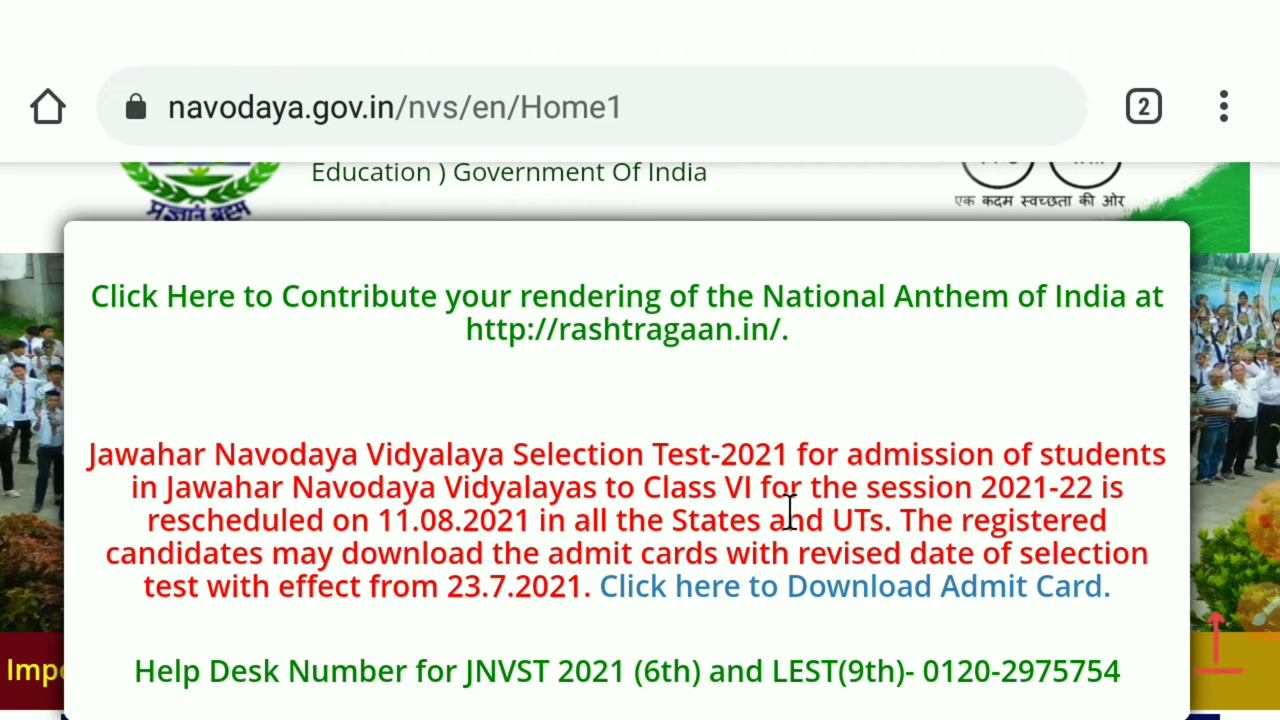 navodaya.gov.in/nvs/en/Home1
2
Education ) Government Of India
प्रज्ञानं ब्रह्म
एक कदम स्वच्छता की ओर
Click Here to Contribute your rendering of the National Anthem of India at
http://rashtragaan.in/.
Jawahar Navodaya Vidyalaya Selection Test-2021 for admission of students
in Jawahar Navodaya Vidyalayas to Class VI for the session 2021-22 is
rescheduled on 11.08.2021 in all the States and UTs. The registered
candidates may download the admit cards with revised date of selection
test with effect from 23.7.2021. Click here to Download Admit Card.
Impo
Help Desk Number for JNVST 2021 (6th) and LEST(9th)- 0120-2975754